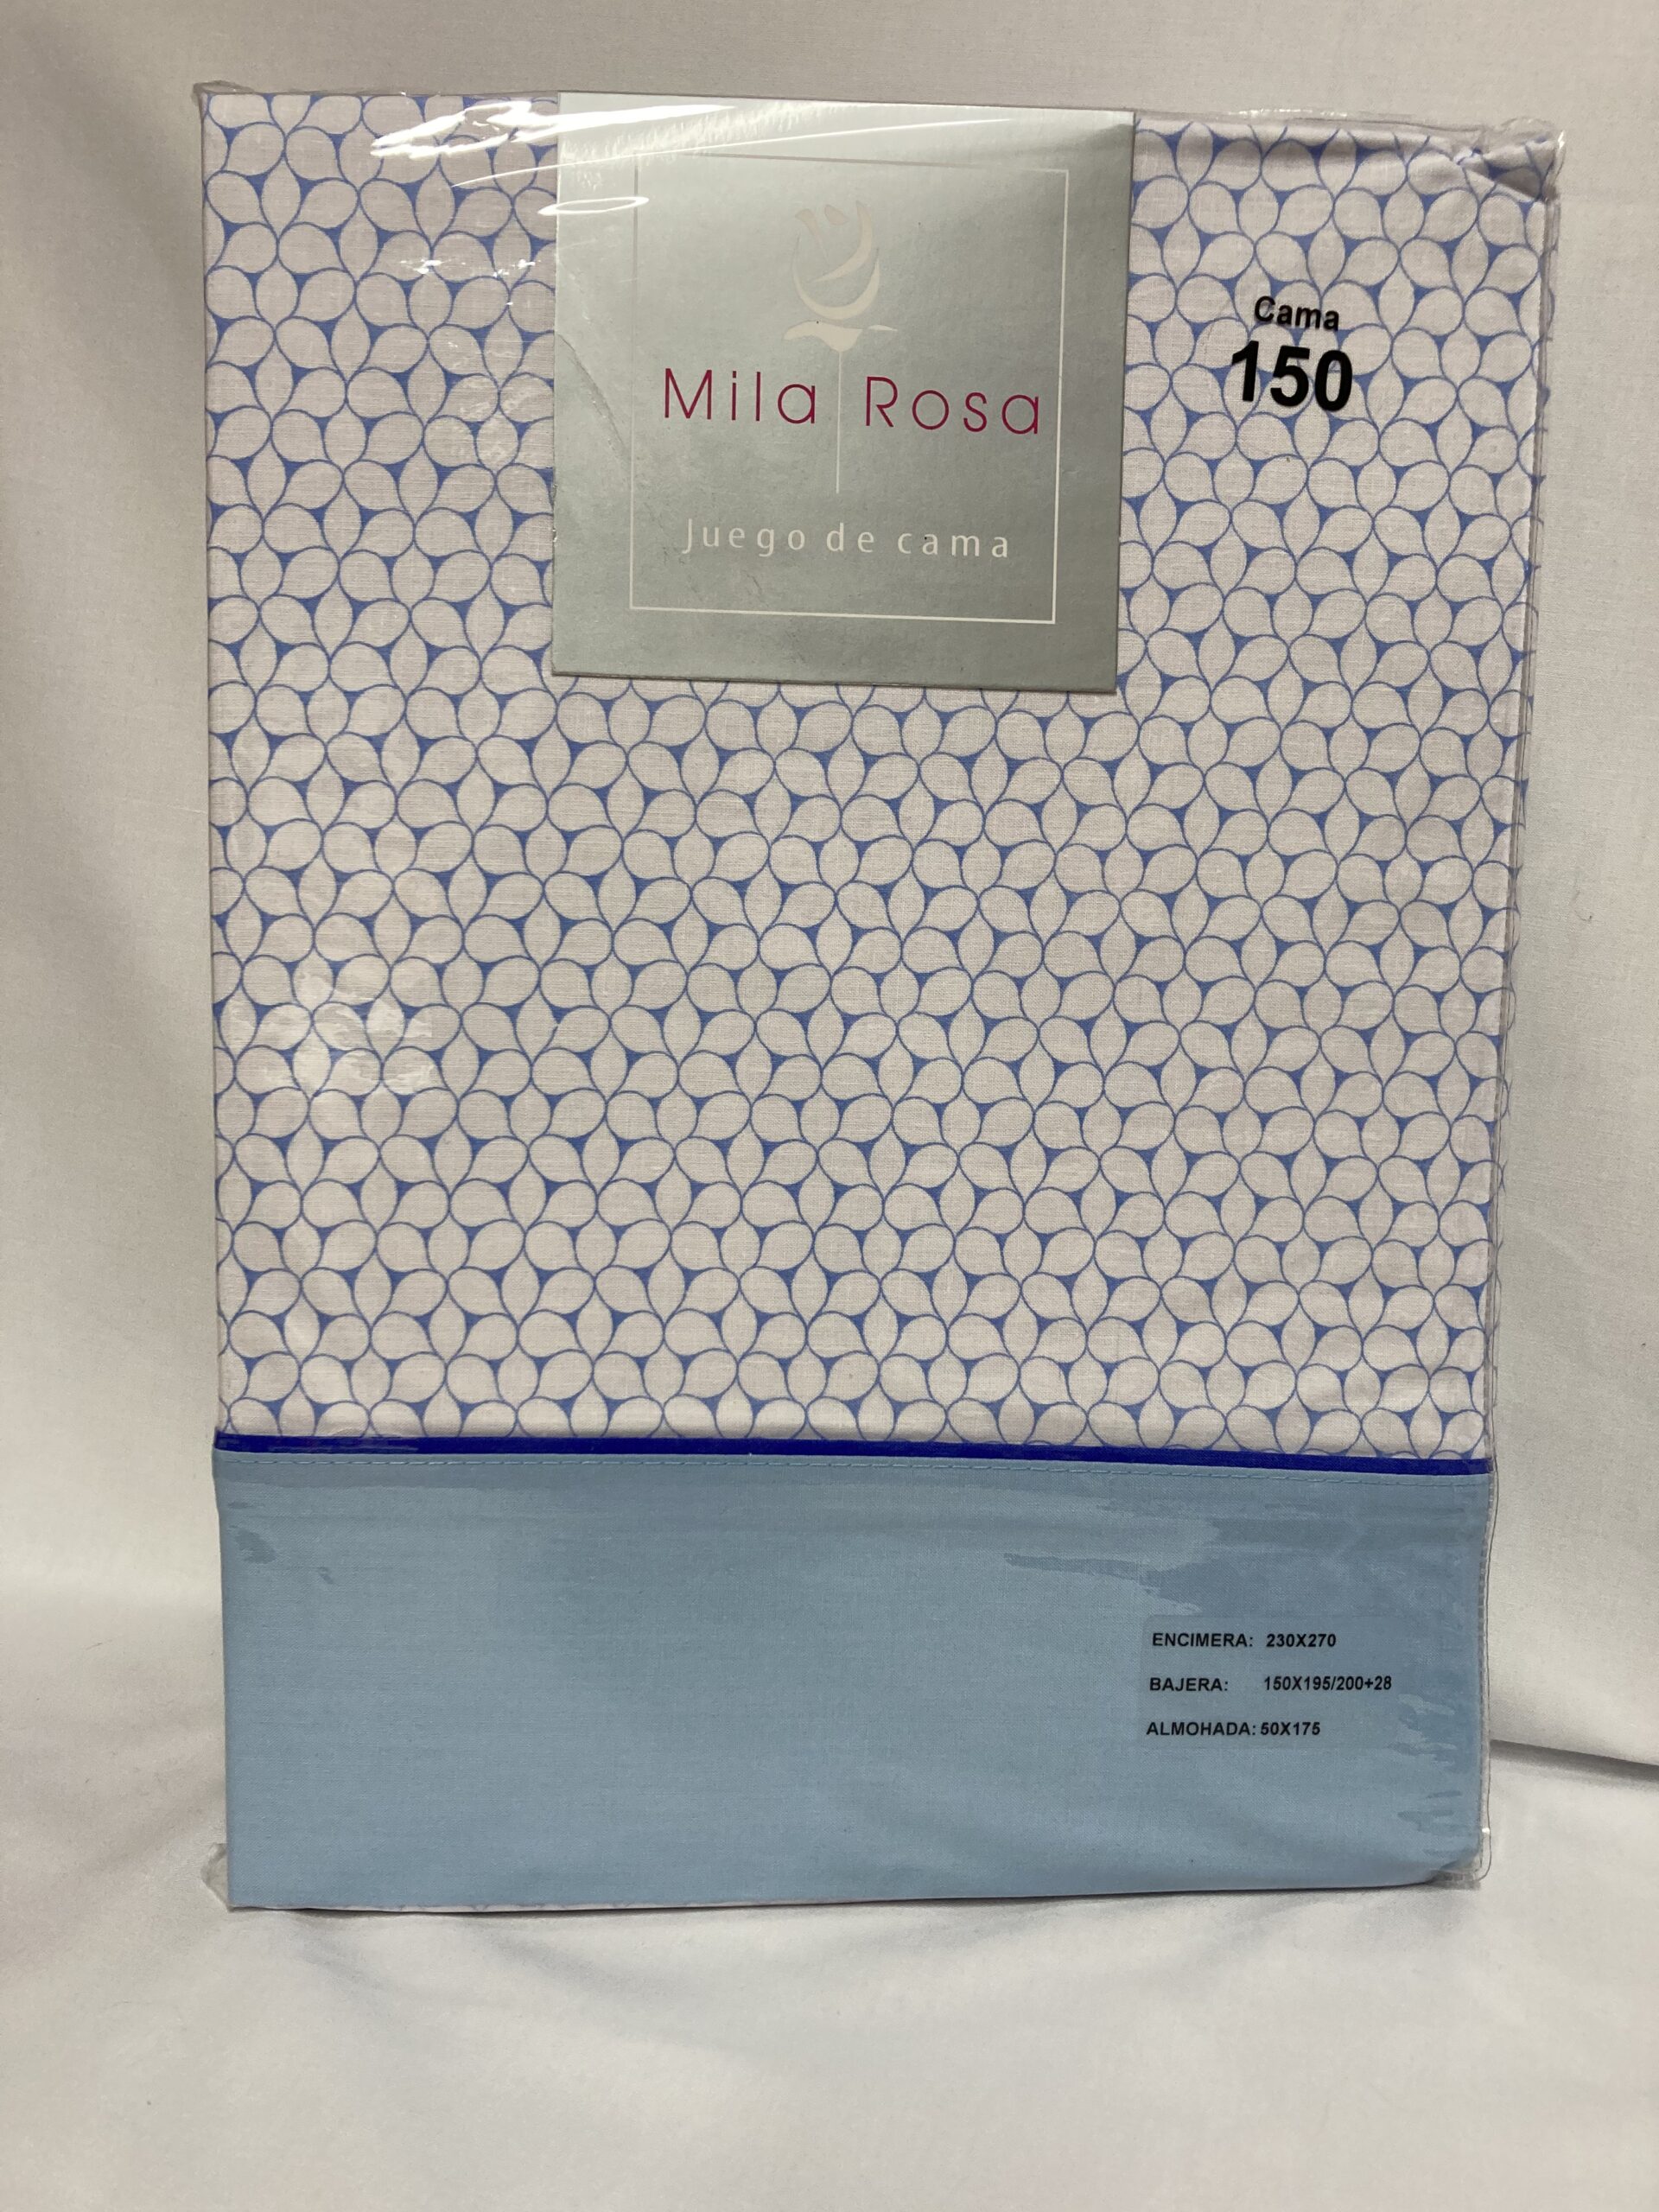 Mila Rosa
Juego de cama
Cama
150
ENCIMERA: 230X270
BAJERA: 150X195/200+28
ALMOHADA: 50X175